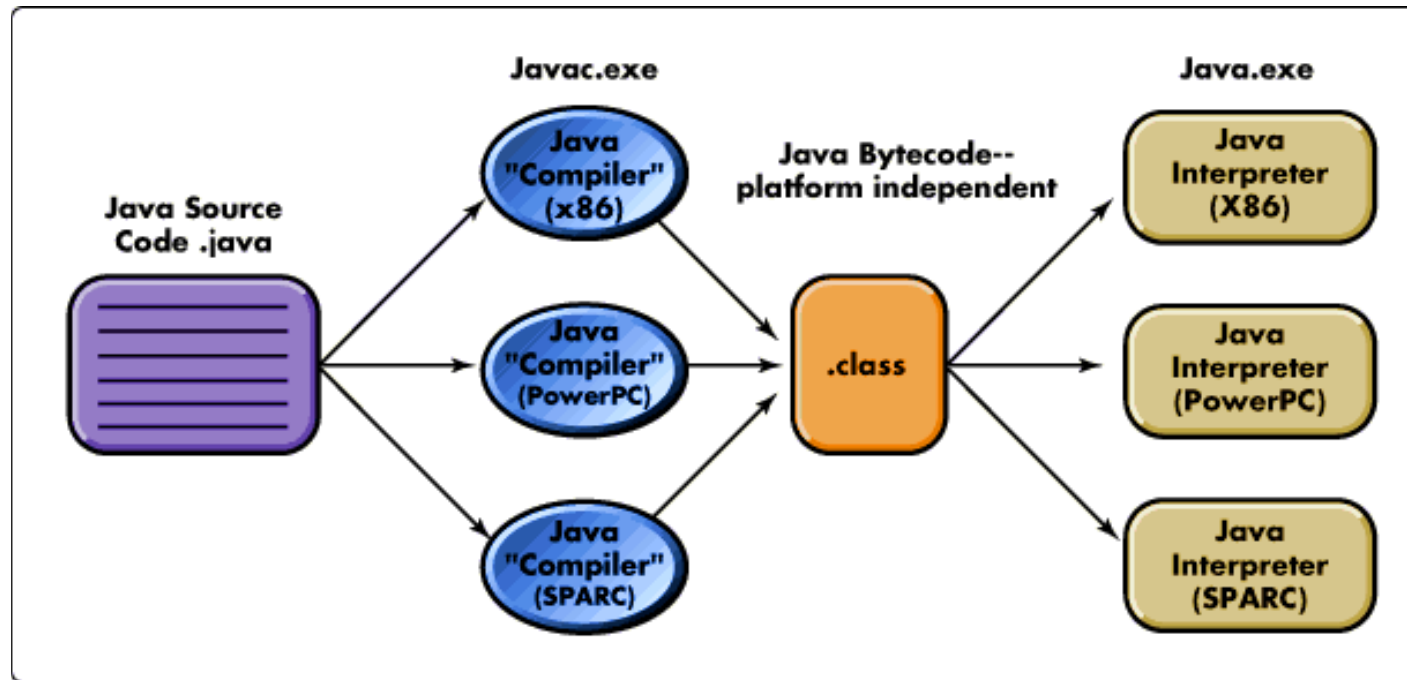 Java Source
Code .java
Javac.exe
Java
"Compiler"
(x86)
Java
"Compiler"
(PowerPC)
Java
"Compiler"
(SPARC)
Java Bytecode--
platform independent
.class
Java.exe
Java
Interpreter
(X86)
Java
Interpreter
(PowerPC)
Java
Interpreter
(SPARC)